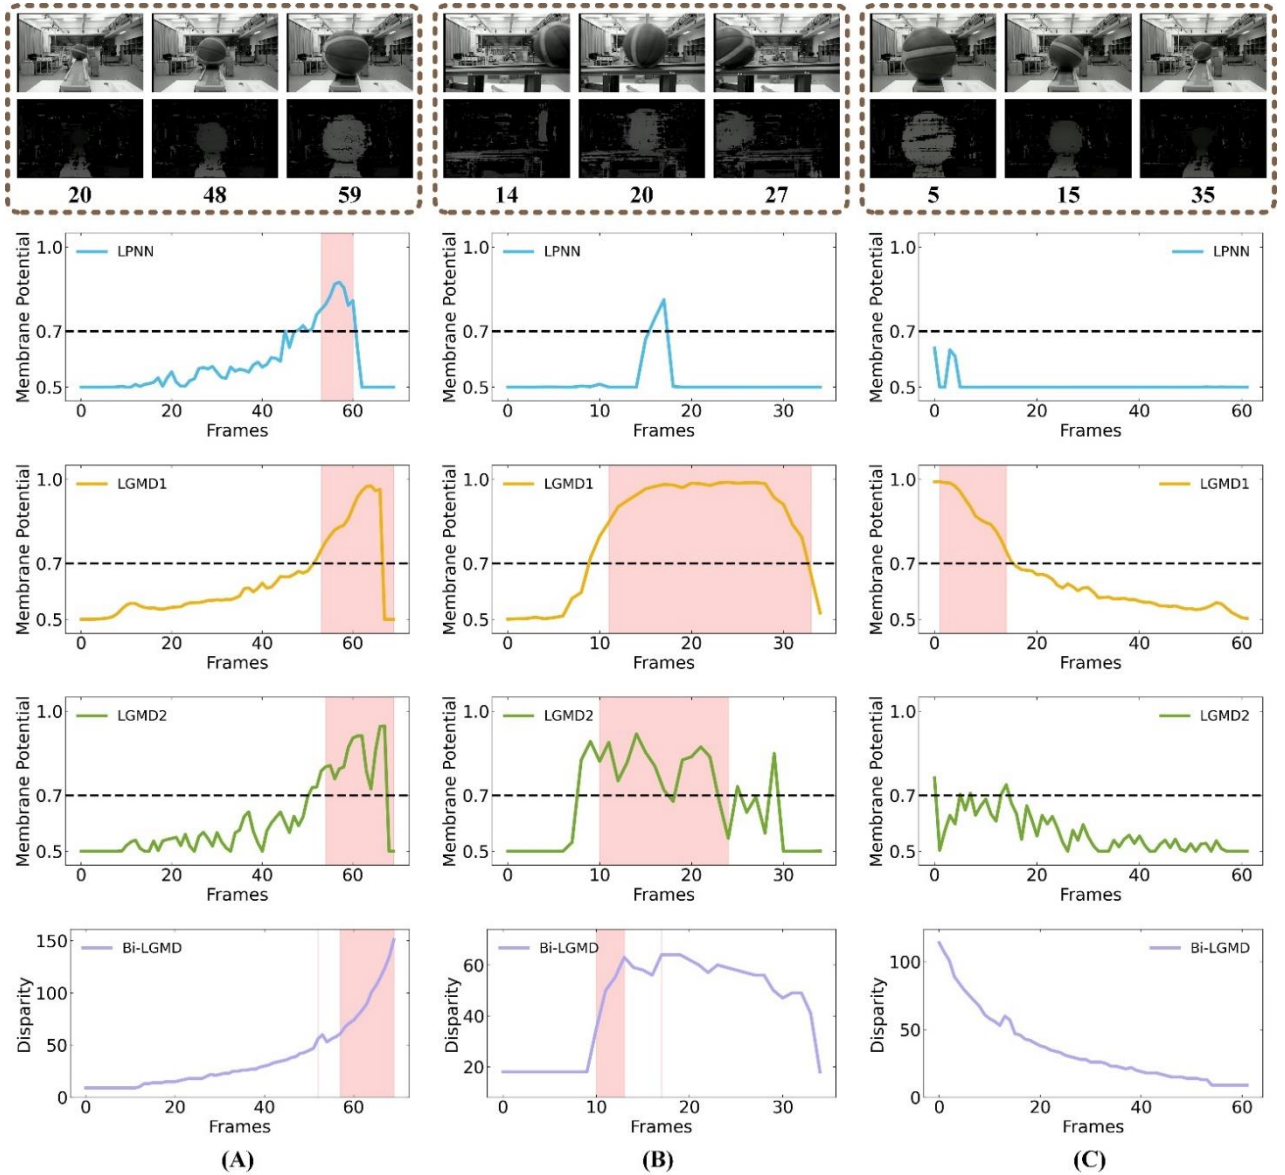 20 48 59 14 20 27 5 15 35
Membrane Potential 1.0 0.7 0.5 LPNN 0 20 40 60 Frames
Membrane Potential 1.0 0.7 0.5 LPNN 0 10 20 30 Frames
Membrane Potential 1.0 0.7 0.5 LPNN 0 20 40 60 Frames
Membrane Potential 1.0 0.7 0.5 LGMD1 0 20 40 60 Frames
Membrane Potential 1.0 0.7 0.5 LGMD1 0 10 20 30 Frames
Membrane Potential 1.0 0.7 0.5 LGMD1 0 20 40 60 Frames
Membrane Potential 1.0 0.7 0.5 LGMD2 0 20 40 60 Frames
Membrane Potential 1.0 0.7 0.5 LGMD2 0 10 20 30 Frames
Membrane Potential 1.0 0.7 0.5 LGMD2 0 20 40 60 Frames
Disparity 150 100 50 0 Bi-LGMD 0 20 40 60 Frames
Disparity 60 40 20 Bi-LGMD 0 10 20 30 Frames
Disparity 100 50 0 Bi-LGMD 0 20 40 60 Frames
(A) (B) (C)